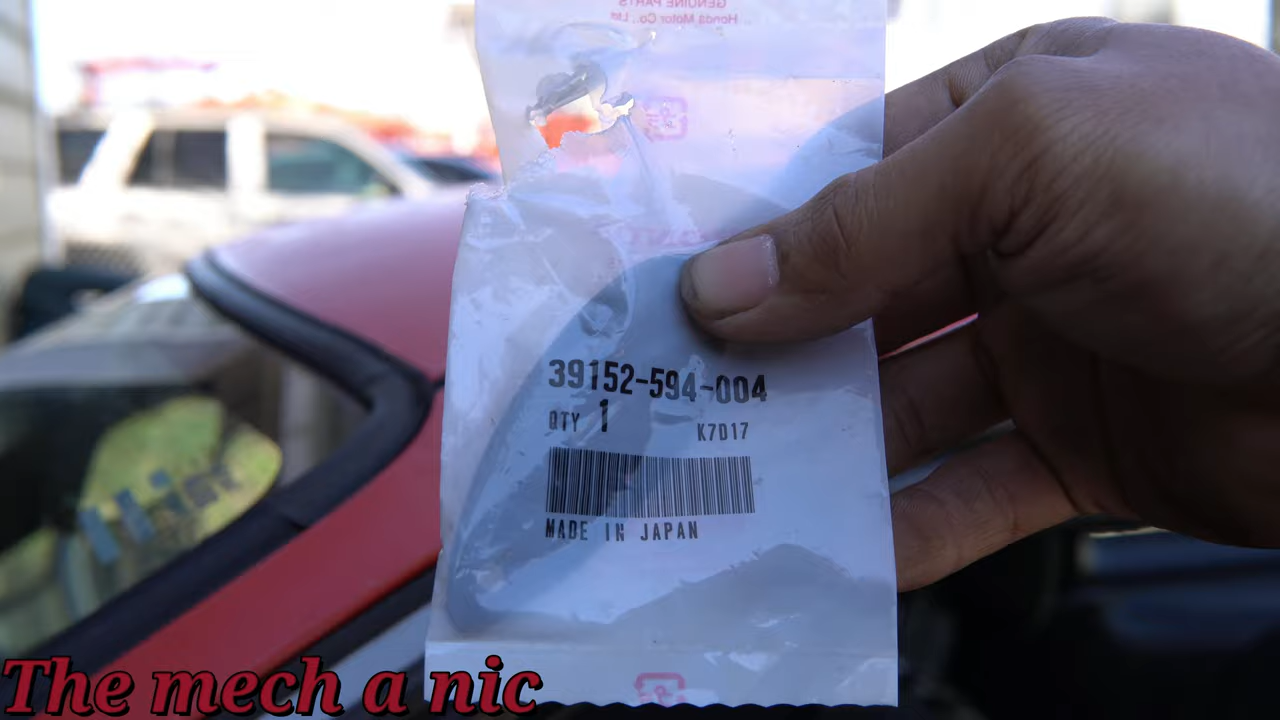 GENUINE PARTS
Honda Motor Co., Ltd.
39152-594-004
QTY 1 K7D17
MADE IN JAPAN
The mech a nic